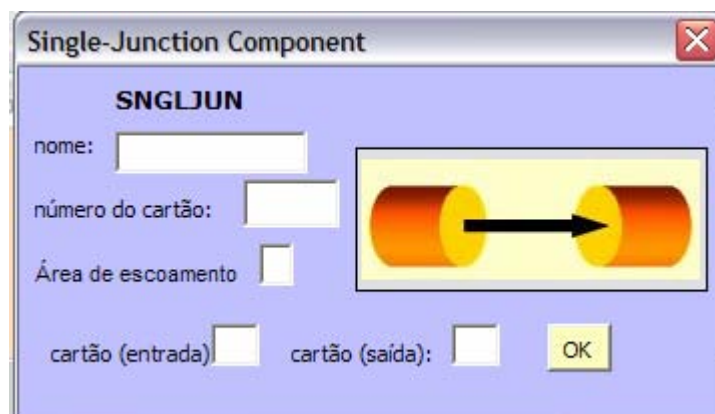 Single-Junction Component
SNGLJUN
nome:
número do cartão:
Área de escoamento
cartão (entrada) cartão (saída): OK